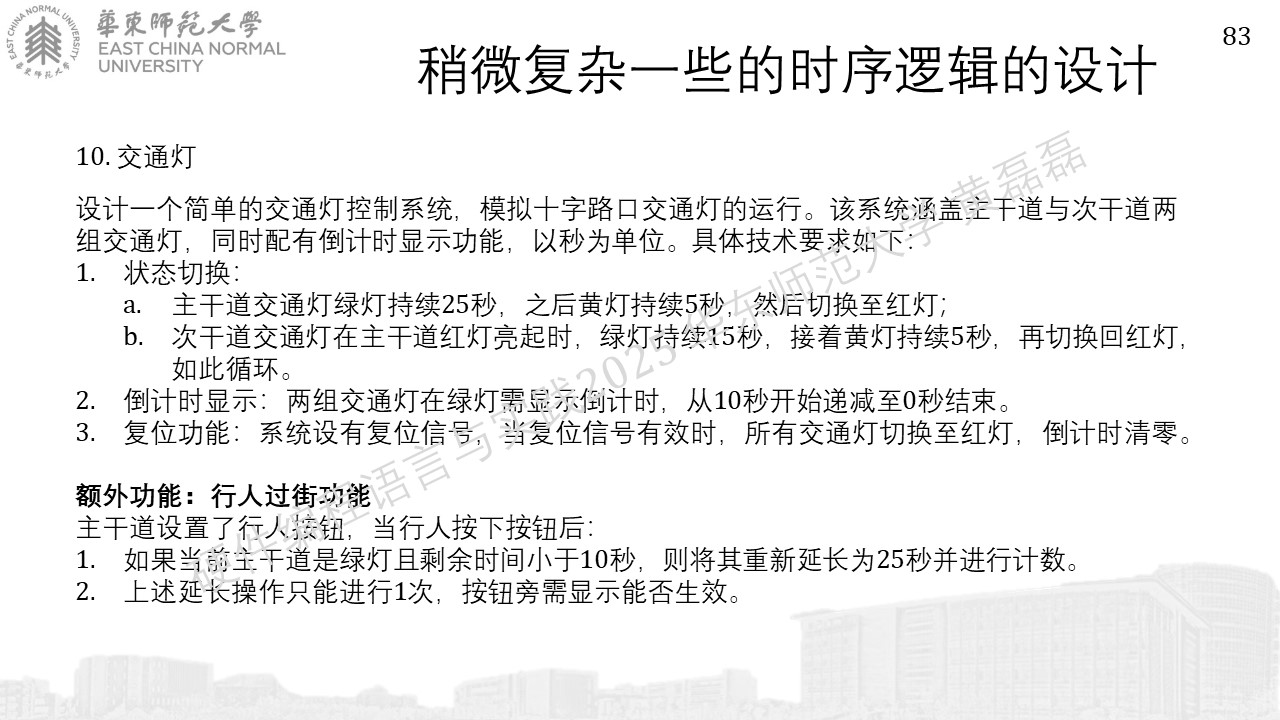 華東師範大學
EAST CHINA NORMAL
UNIVERSITY
EAST CHINA NORMAL UNIVERSITY
華東師范大學
83
稍微复杂一些的时序逻辑的设计
10. 交通灯
设计一个简单的交通灯控制系统，模拟十字路口交通灯的运行。该系统涵盖主干道与次干道两
组交通灯，同时配有倒计时显示功能，以秒为单位。具体技术要求如下：
1. 状态切换：
a. 主干道交通灯绿灯持续25秒，之后黄灯持续5秒，然后切换至红灯；
b. 次干道交通灯在主干道红灯亮起时，绿灯持续15秒，接着黄灯持续5秒，再切换回红灯，
如此循环。
2. 倒计时显示：两组交通灯在绿灯需显示倒计时，从10秒开始递减至0秒结束。
3. 复位功能：系统设有复位信号，当复位信号有效时，所有交通灯切换至红灯，倒计时清零。
额外功能：行人过街功能
主干道设置了行人按钮，当行人按下按钮后：
1. 如果当前主干道是绿灯且剩余时间小于10秒，则将其重新延长为25秒并进行计数。
2. 上述延长操作只能进行1次，按钮旁需显示能否生效。
硬件编程语言与实践2025华东师范大学黄磊磊